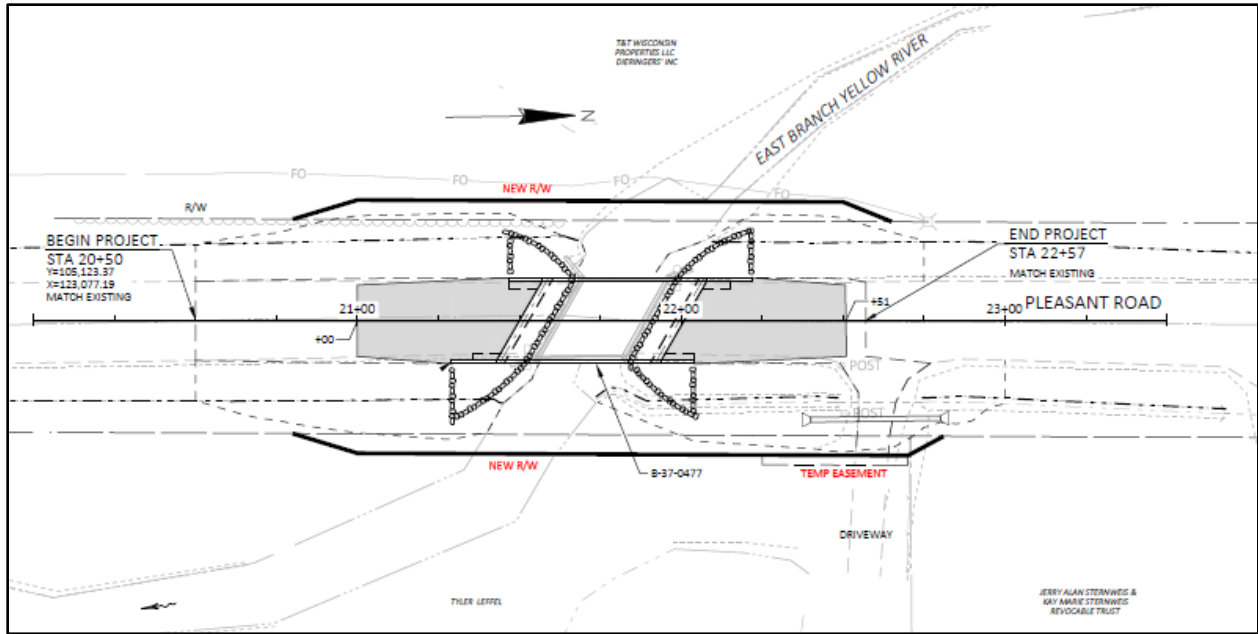 T&T WISCONSIN
PROPERTIES LLC
DIERINGERS' INC
EAST BRANCH YELLOW RIVER
N
FO
FO
FO
FO
NEW R/W
R/W
BEGIN PROJECT
STA 20+50
Y=105,123.37
X=123,077.19
MATCH EXISTING
END PROJECT
STA 22+57
MATCH EXISTING
21+00
22+00
+51
23+00
PLEASANT ROAD
+00
POST
POST
NEW R/W
B-37-0477
TEMP EASEMENT
DRIVEWAY
TYLER LEFFEL
JERRY ALAN STERNWEIS &
KAY MARIE STERNWEIS
REVOCABLE TRUST